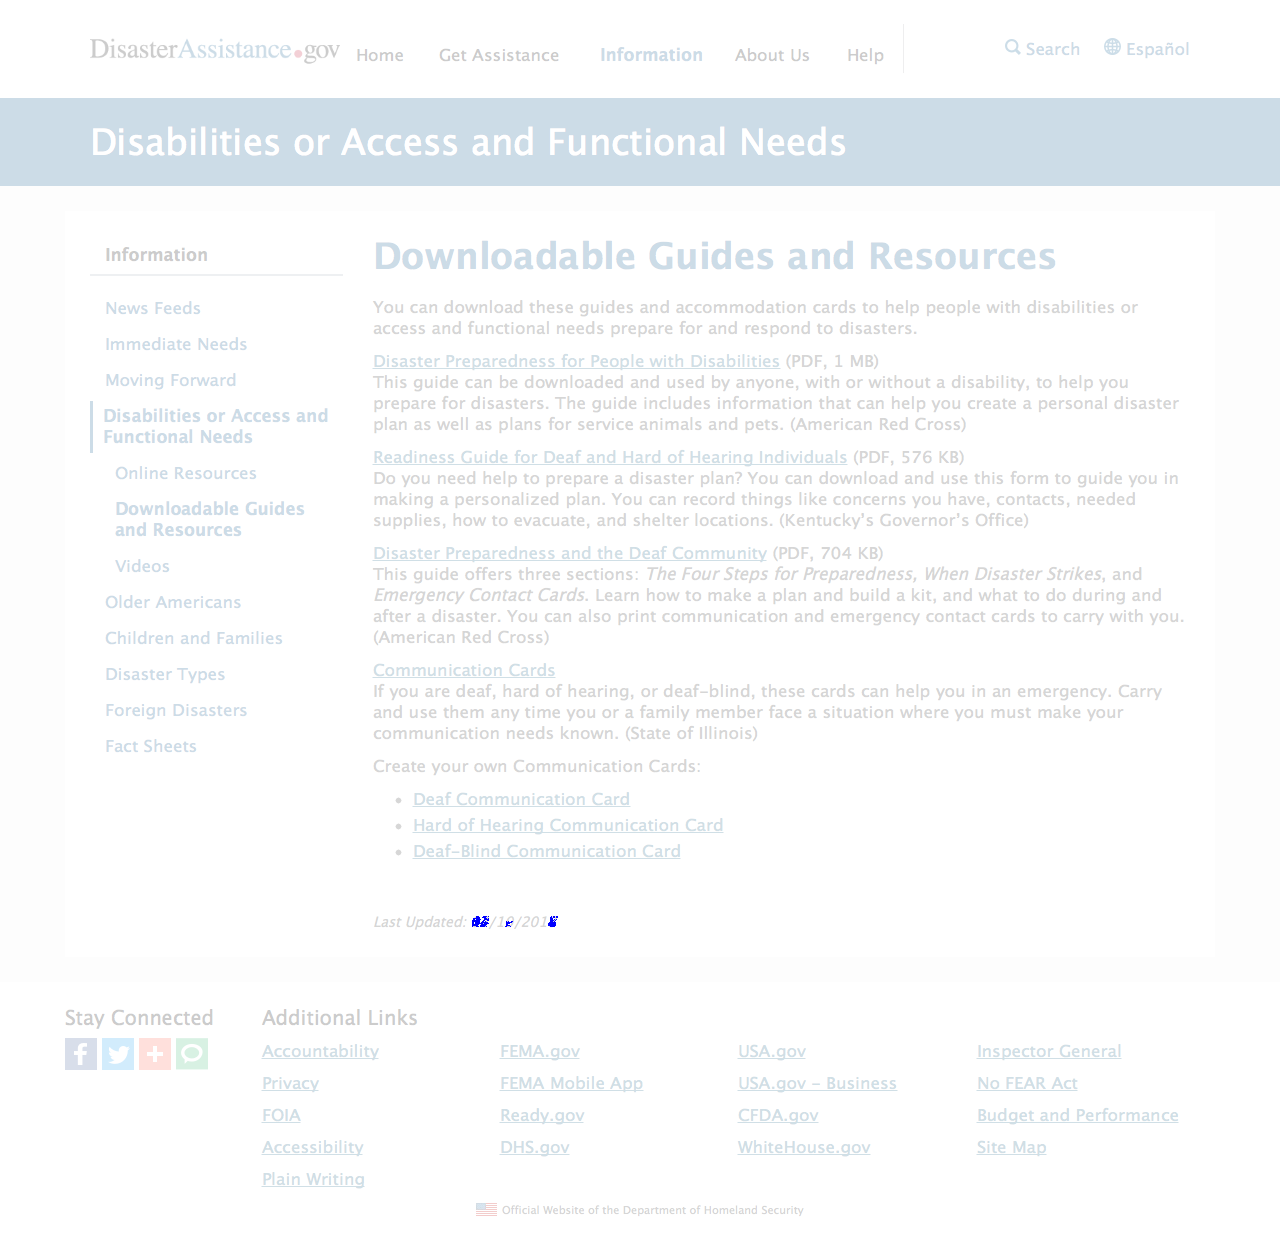 DisasterAssistance.gov Home Get Assistance Information About Us Help Search Español
Disabilities or Access and Functional Needs
Information
News Feeds
Immediate Needs
Moving Forward
Disabilities or Access and
Functional Needs
Online Resources
Downloadable Guides
and Resources
Videos
Older Americans
Children and Families
Disaster Types
Foreign Disasters
Fact Sheets
Downloadable Guides and Resources
You can download these guides and accommodation cards to help people with disabilities or
access and functional needs prepare for and respond to disasters.
Disaster Preparedness for People with Disabilities (PDF, 1 MB)
This guide can be downloaded and used by anyone, with or without a disability, to help you
prepare for disasters. The guide includes information that can help you create a personal disaster
plan as well as plans for service animals and pets. (American Red Cross)
Readiness Guide for Deaf and Hard of Hearing Individuals (PDF, 576 KB)
Do you need help to prepare a disaster plan? You can download and use this form to guide you in
making a personalized plan. You can record things like concerns you have, contacts, needed
supplies, how to evacuate, and shelter locations. (Kentucky’s Governor’s Office)
Disaster Preparedness and the Deaf Community (PDF, 704 KB)
This guide offers three sections: The Four Steps for Preparedness, When Disaster Strikes, and
Emergency Contact Cards. Learn how to make a plan and build a kit, and what to do during and
after a disaster. You can also print communication and emergency contact cards to carry with you.
(American Red Cross)
Communication Cards
If you are deaf, hard of hearing, or deaf-blind, these cards can help you in an emergency. Carry
and use them any time you or a family member face a situation where you must make your
communication needs known. (State of Illinois)
Create your own Communication Cards:
• Deaf Communication Card
• Hard of Hearing Communication Card
• Deaf-Blind Communication Card
Last Updated:
Stay Connected
Additional Links
Accountability FEMA.gov USA.gov Inspector General
Privacy FEMA Mobile App USA.gov - Business No FEAR Act
FOIA Ready.gov CFDA.gov Budget and Performance
Accessibility DHS.gov WhiteHouse.gov Site Map
Plain Writing
Official Website of the Department of Homeland Security